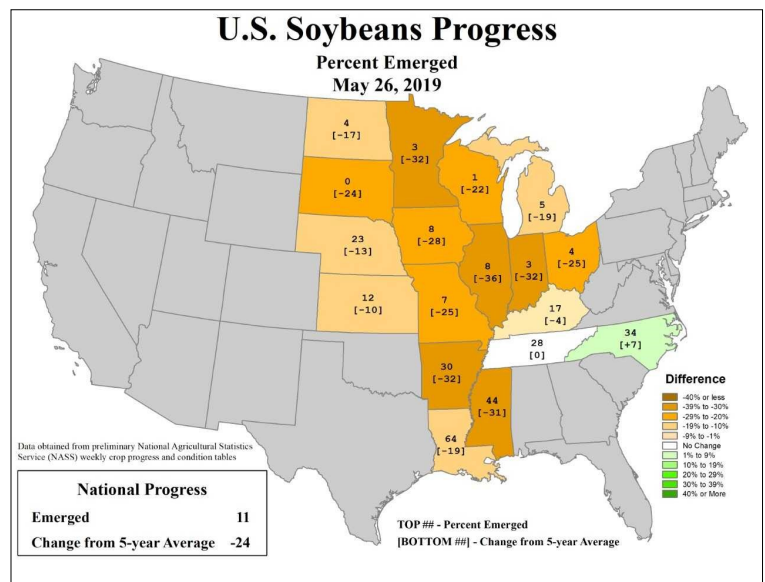 U.S. Soybeans Progress
Percent Emerged
May 26, 2019
4
[-17]
3
[-32]
1
[-22]
5
[-19]
0
[-24]
8
[-28]
23
[-13]
8
[-36]
3
[-32]
4
[-25]
12
[-10]
7
[-25]
17
[-4]
28
[0]
34
[+7]
30
[-32]
44
[-31]
64
[-19]
Difference
-40% or less
-39% to -30%
-29% to -20%
-19% to -10%
-9% to -1%
No Change
1% to 9%
10% to 19%
20% to 29%
30% to 39%
40% or More
Data obtained from preliminary National Agricultural Statistics
Service (NASS) weekly crop progress and condition tables
National Progress
Emerged 11
Change from 5-year Average -24
TOP ## - Percent Emerged
[BOTTOM ##] - Change from 5-year Average